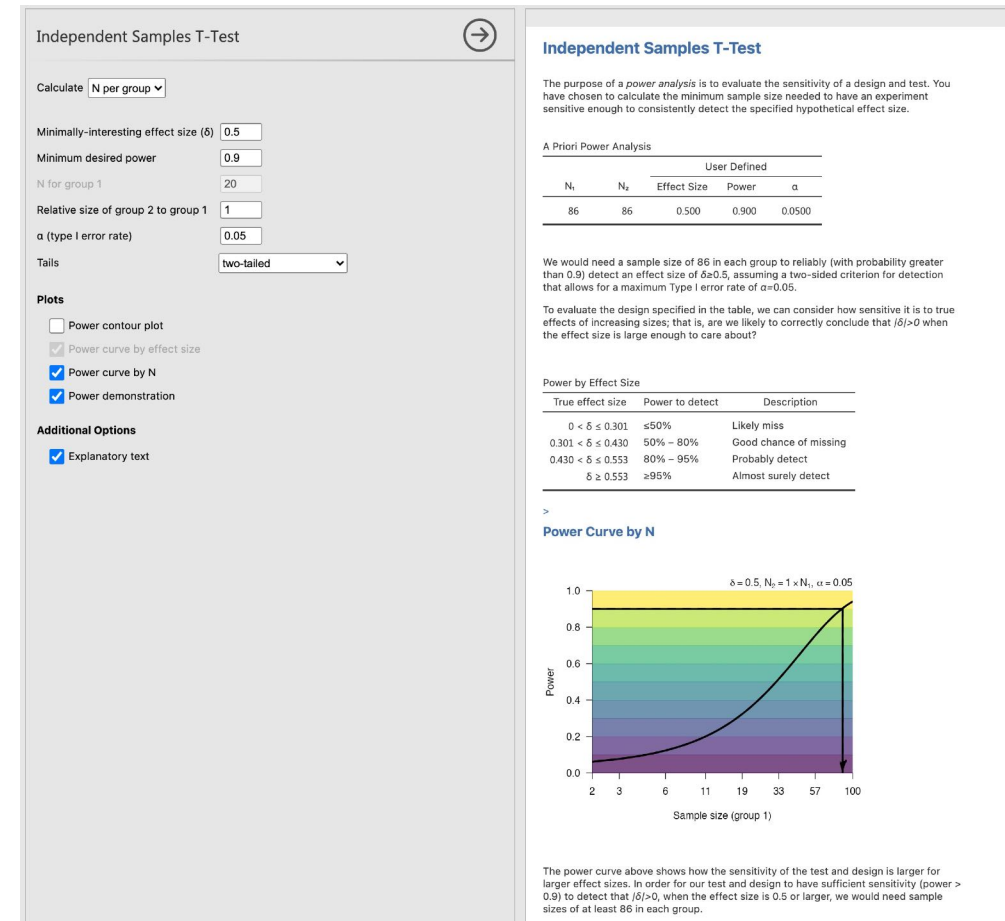 Independent Samples T-Test
Calculate N per group
Minimally-interesting effect size (δ) 0.5
Minimum desired power 0.9
N for group 1 20
Relative size of group 2 to group 1 1
α (type I error rate) 0.05
Tails two-tailed
Plots
Power contour plot
Power curve by effect size
Power curve by N
Power demonstration
Additional Options
Explanatory text
Independent Samples T-Test
The purpose of a power analysis is to evaluate the sensitivity of a design and test. You
have chosen to calculate the minimum sample size needed to have an experiment
sensitive enough to consistently detect the specified hypothetical effect size.
A Priori Power Analysis
User Defined
N₁ N₂ Effect Size Power α
86 86 0.500 0.900 0.0500
We would need a sample size of 86 in each group to reliably (with probability greater
than 0.9) detect an effect size of δ≥0.5, assuming a two-sided criterion for detection
that allows for a maximum Type I error rate of α=0.05.
To evaluate the design specified in the table, we can consider how sensitive it is to true
effects of increasing sizes; that is, are we likely to correctly conclude that |δ|>0 when
the effect size is large enough to care about?
Power by Effect Size
True effect size Power to detect Description
0 < δ ≤ 0.301 ≤50% Likely miss
0.301 < δ ≤ 0.430 50% – 80% Good chance of missing
0.430 < δ ≤ 0.553 80% – 95% Probably detect
δ ≥ 0.553 ≥95% Almost surely detect
>
Power Curve by N
δ = 0.5, N₂ = 1 × N₁, α = 0.05
1.0
0.8
0.6
0.4
0.2
0.0
Power
2 3 6 11 19 33 57 100
Sample size (group 1)
The power curve above shows how the sensitivity of the test and design is larger for
larger effect sizes. In order for our test and design to have sufficient sensitivity (power >
0.9) to detect that |δ|>0, when the effect size is 0.5 or larger, we would need sample
sizes of at least 86 in each group.